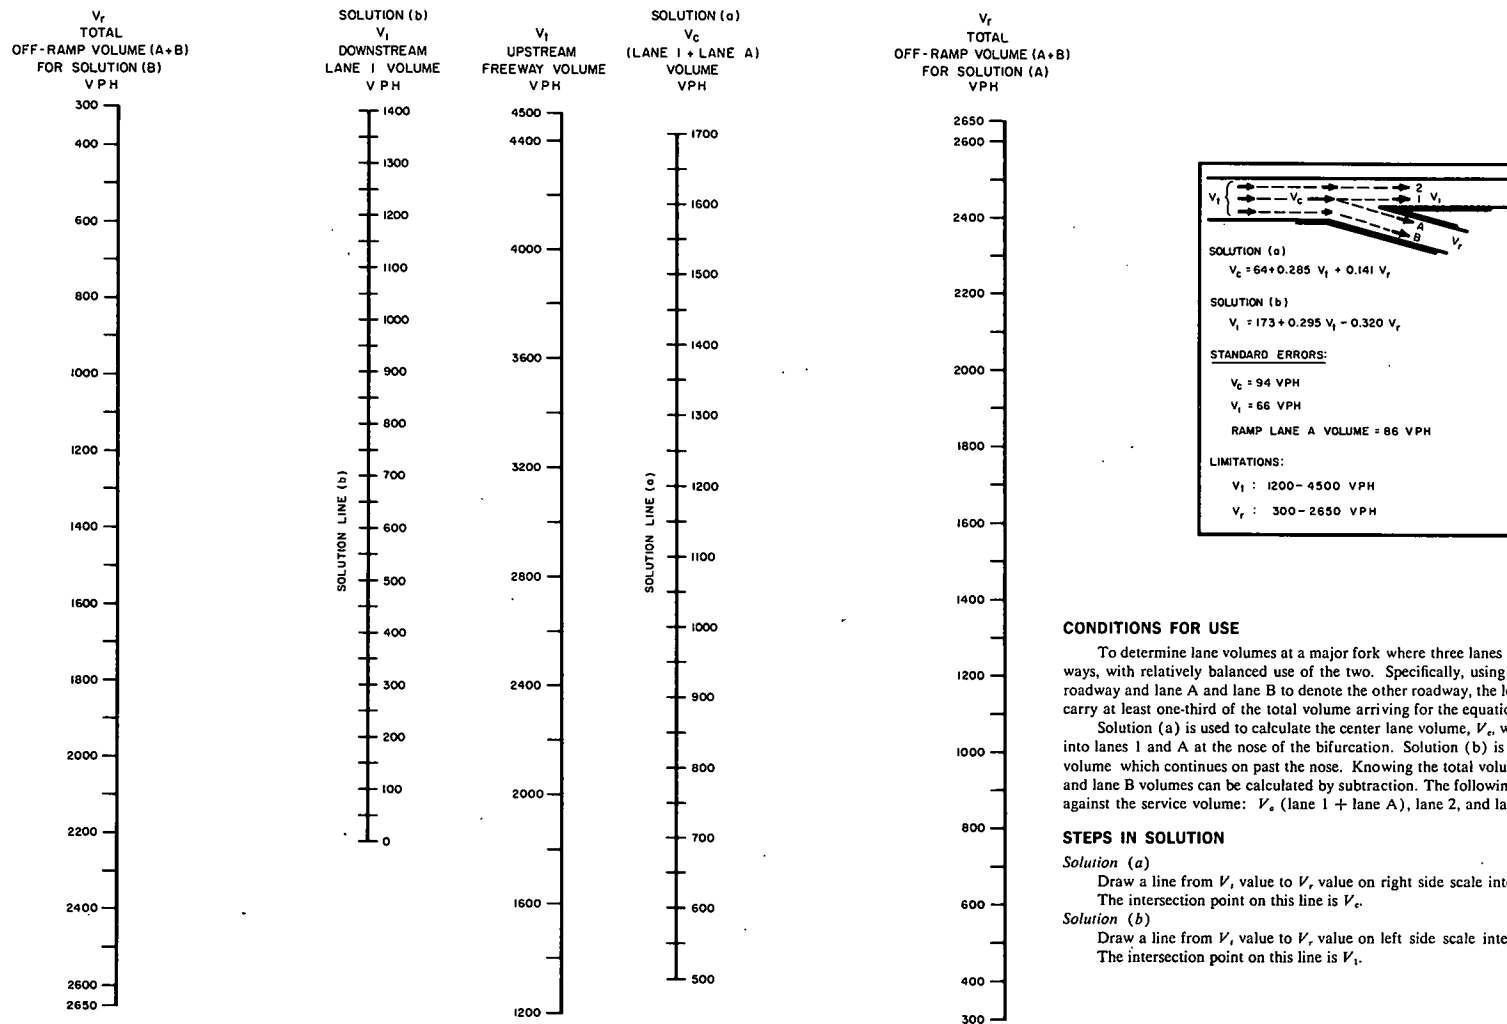 Vr
TOTAL
OFF-RAMP VOLUME (A+B)
FOR SOLUTION (B)
VPH
300
400
600
800
1000
1200
1400
1600
1800
2000
2200
2400
2600
2650
SOLUTION (b)
V1
DOWNSTREAM
LANE 1 VOLUME
VPH
1400
1300
1200
1100
1000
900
800
700
600
500
400
300
200
100
0
SOLUTION LINE (b)
Vt
UPSTREAM
FREEWAY VOLUME
VPH
4500
4400
4000
3600
3200
2800
2400
2000
1600
1200
SOLUTION (a)
Vc
(LANE 1 + LANE A)
VOLUME
VPH
1700
1600
1500
1400
1300
1200
1100
1000
900
800
700
600
500
SOLUTION LINE (a)
Vr
TOTAL
OFF-RAMP VOLUME (A+B)
FOR SOLUTION (A)
VPH
2650
2600
2400
2200
2000
1800
1600
1400
1200
1000
800
600
400
300
Vt { Vc 2
1 V1
A
B Vr
SOLUTION (a)
Vc = 64+0.285 Vt + 0.141 Vr
SOLUTION (b)
V1 = 173+0.295 Vt - 0.320 Vr
STANDARD ERRORS:
Vc = 94 VPH
V1 = 66 VPH
RAMP LANE A VOLUME = 86 VPH
LIMITATIONS:
Vt : 1200-4500 VPH
Vr : 300-2650 VPH
CONDITIONS FOR USE
To determine lane volumes at a major fork where three lanes
ways, with relatively balanced use of the two. Specifically, using
roadway and lane A and lane B to denote the other roadway, the
carry at least one-third of the total volume arriving for the
Solution (a) is used to calculate the center lane volume, Vc,
into lanes 1 and A at the nose of the bifurcation. Solution (b) is
volume which continues on past the nose. Knowing the total
and lane B volumes can be calculated by subtraction. The
against the service volume: Vc (lane 1 + lane A), lane 2, and
STEPS IN SOLUTION
Solution (a)
Draw a line from Vt value to Vr value on right side scale
The intersection point on this line is Vc.
Solution (b)
Draw a line from Vt value to Vr value on left side scale
The intersection point on this line is V1.